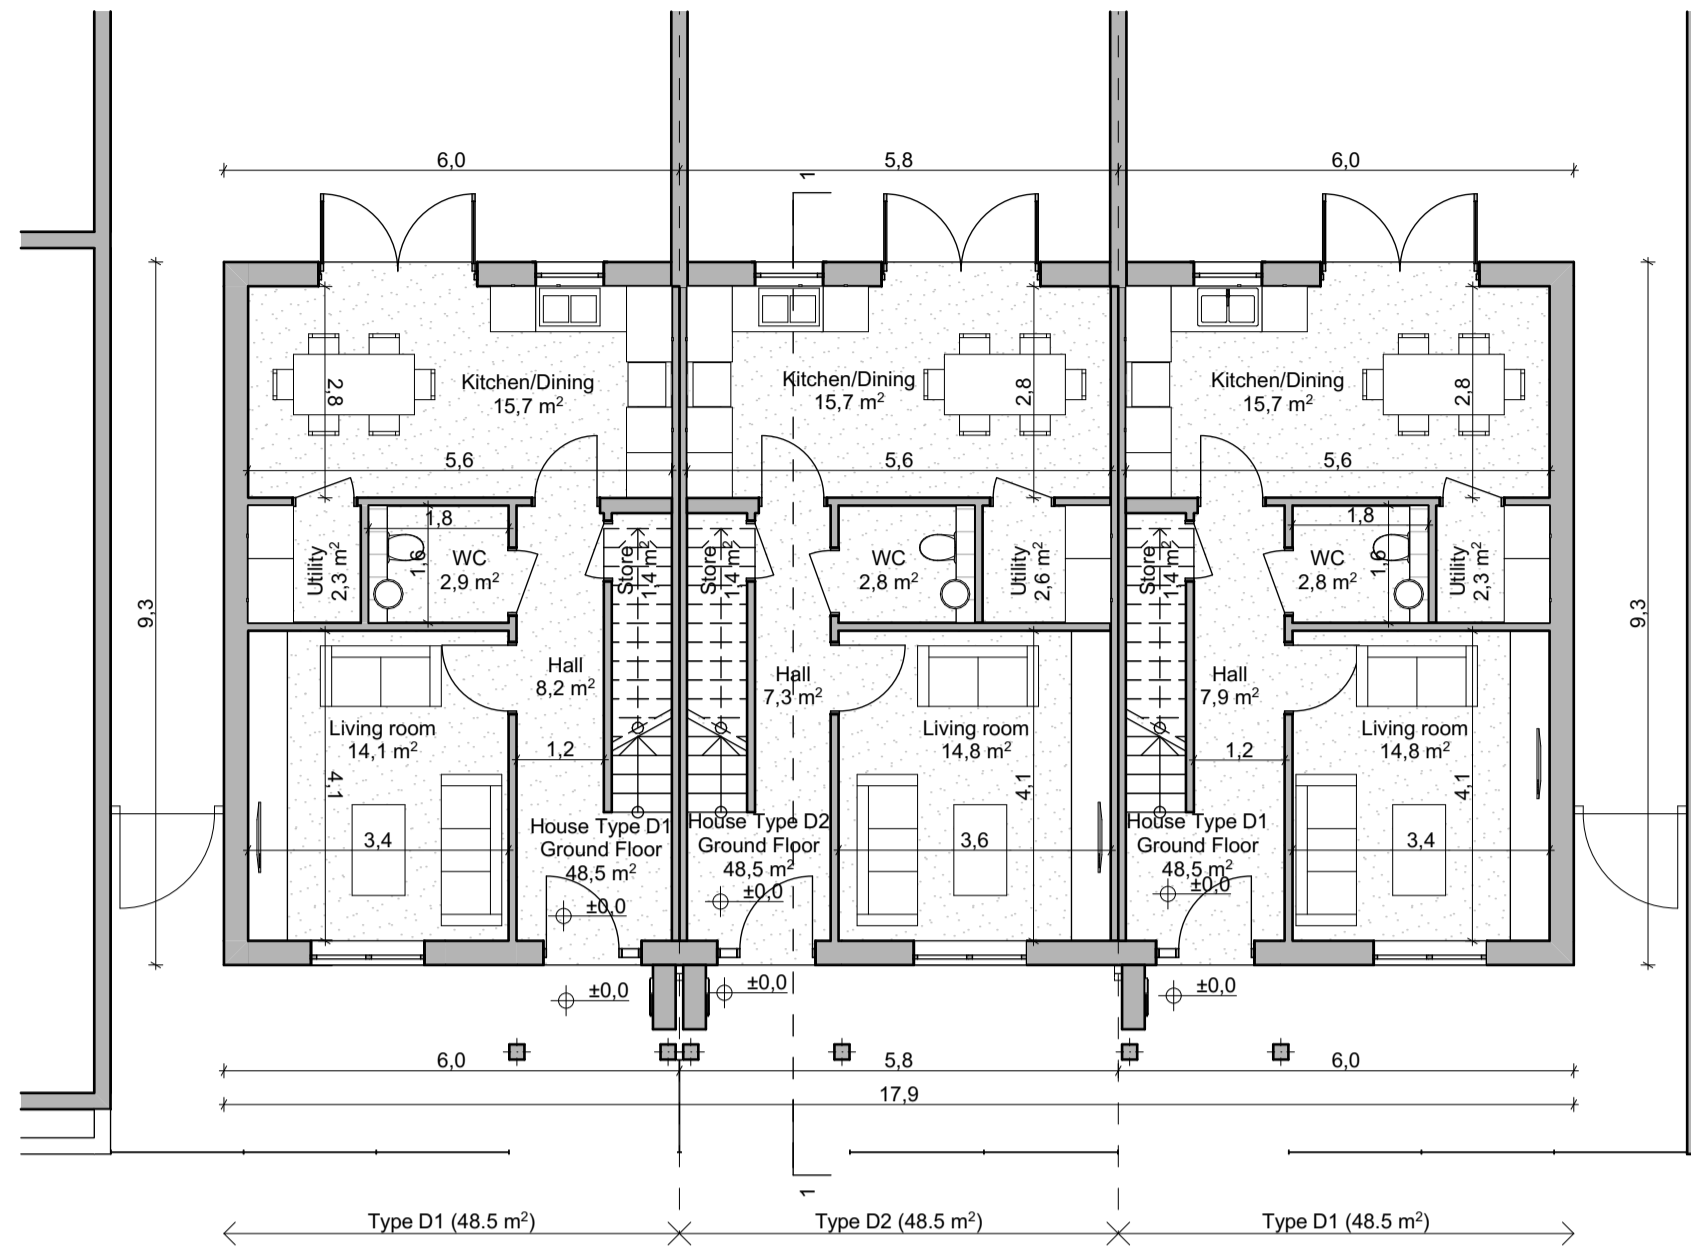 6,0
5,8
6,0
1
Kitchen/Dining
15,7 m²
2,8
5,6
Kitchen/Dining
15,7 m²
2,8
5,6
Kitchen/Dining
15,7 m²
2,8
5,6
9,3
Utility
2,3 m²
1,8
1,6
WC
2,9 m²
Store
1,4 m²
Store
1,4 m²
WC
2,8 m²
Utility
2,6 m²
Store
1,4 m²
1,8
WC
2,8 m²
1,6
Utility
2,3 m²
9,3
Hall
8,2 m²
Hall
7,3 m²
Hall
7,9 m²
Living room
14,1 m²
4,1
1,2
3,4
Living room
14,8 m²
4,1
3,6
1,2
Living room
14,8 m²
4,1
3,4
House Type D1
Ground Floor
48,5 m²
±0,0
House Type D2
Ground Floor
48,5 m²
±0,0
House Type D1
Ground Floor
48,5 m²
±0,0
±0,0
±0,0
±0,0
6,0
5,8
6,0
17,9
1
Type D1 (48.5 m²)
Type D2 (48.5 m²)
Type D1 (48.5 m²)